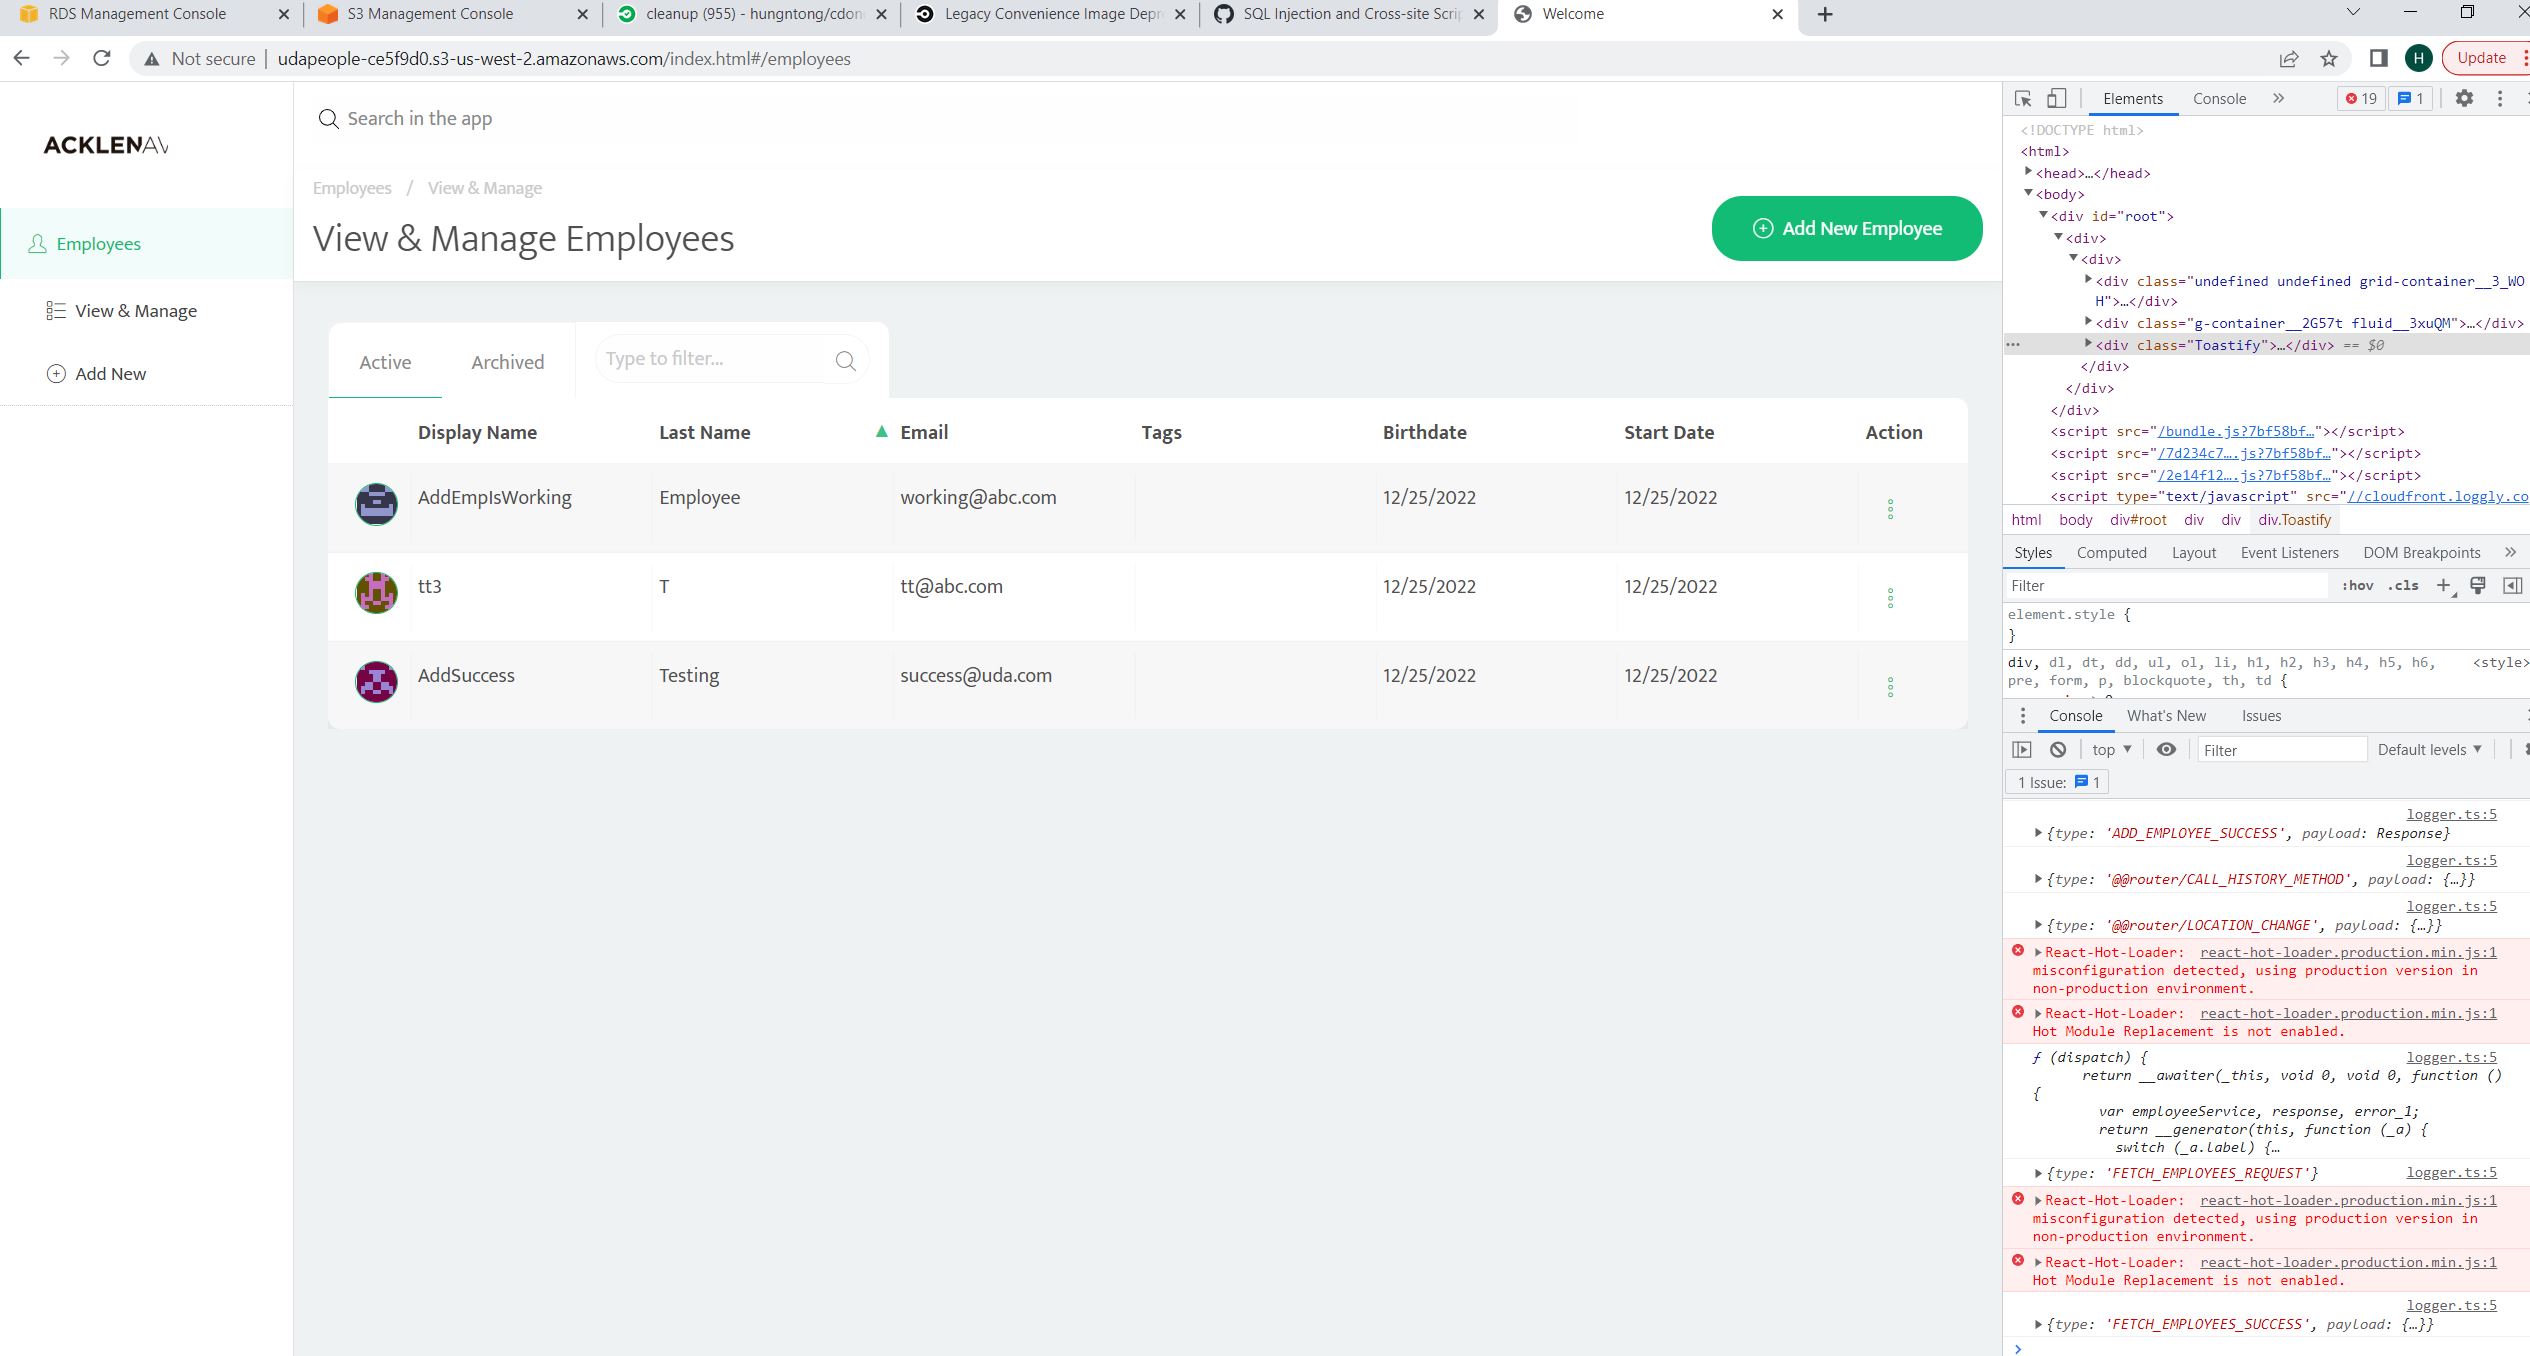 RDS Management Console
S3 Management Console
cleanup (955) - hungntong/cdon
Legacy Convenience Image Depr
SQL Injection and Cross-site Scrip
Welcome
Not secure | udapeople-ce5f9d0.s3-us-west-2.amazonaws.com/index.html#/employees
H
Update
ACKLENAV
Employees
View & Manage
Add New
Search in the app
Employees / View & Manage
View & Manage Employees
Add New Employee
Active
Archived
Type to filter...
Display Name Last Name Email Tags Birthdate Start Date Action
AddEmpIsWorking Employee working@abc.com 12/25/2022 12/25/2022
tt3 T tt@abc.com 12/25/2022 12/25/2022
AddSuccess Testing success@uda.com 12/25/2022 12/25/2022
Elements Console » 19 1
<!DOCTYPE html>
<html>
<head>…</head>
<body>
<div id="root">
<div>
<div>
<div class="undefined undefined grid-container__3_WO
H">…</div>
<div class="g-container__2G57t fluid__3xuQM">…</div>
<div class="Toastify">…</div> == $0
</div>
</div>
</div>
<script src="/bundle.js?7bf58bf…"></script>
<script src="/7d234c7….js?7bf58bf…"></script>
<script src="/2e14f12….js?7bf58bf…"></script>
<script type="text/javascript" src="//cloudfront.loggly.co
html body div#root div div div.Toastify
Styles Computed Layout Event Listeners DOM Breakpoints »
Filter :hov .cls +
element.style {
}
div, dl, dt, dd, ul, ol, li, h1, h2, h3, h4, h5, h6, <style>
pre, form, p, blockquote, th, td {
Console What's New Issues
top Filter Default levels
1 Issue: 1
logger.ts:5
{type: 'ADD_EMPLOYEE_SUCCESS', payload: Response}
logger.ts:5
{type: '@@router/CALL_HISTORY_METHOD', payload: {…}}
logger.ts:5
{type: '@@router/LOCATION_CHANGE', payload: {…}}
React-Hot-Loader: react-hot-loader.production.min.js:1
misconfiguration detected, using production version in
non-production environment.
React-Hot-Loader: react-hot-loader.production.min.js:1
Hot Module Replacement is not enabled.
ƒ (dispatch) { logger.ts:5
return __awaiter(_this, void 0, void 0, function ()
{
var employeeService, response, error_1;
return __generator(this, function (_a) {
switch (_a.label) {…
{type: 'FETCH_EMPLOYEES_REQUEST'} logger.ts:5
React-Hot-Loader: react-hot-loader.production.min.js:1
misconfiguration detected, using production version in
non-production environment.
React-Hot-Loader: react-hot-loader.production.min.js:1
Hot Module Replacement is not enabled.
logger.ts:5
{type: 'FETCH_EMPLOYEES_SUCCESS', payload: {…}}